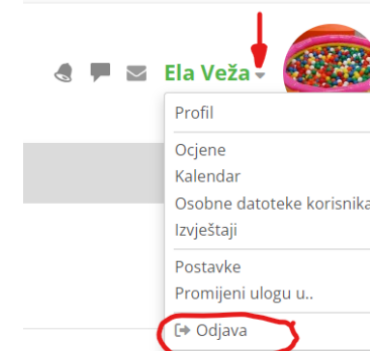 Ela Veža
Profil
Ocjene
Kalendar
Osobne datoteke korisnika
Izvještaji
Postavke
Promijeni ulogu u..
Odjava